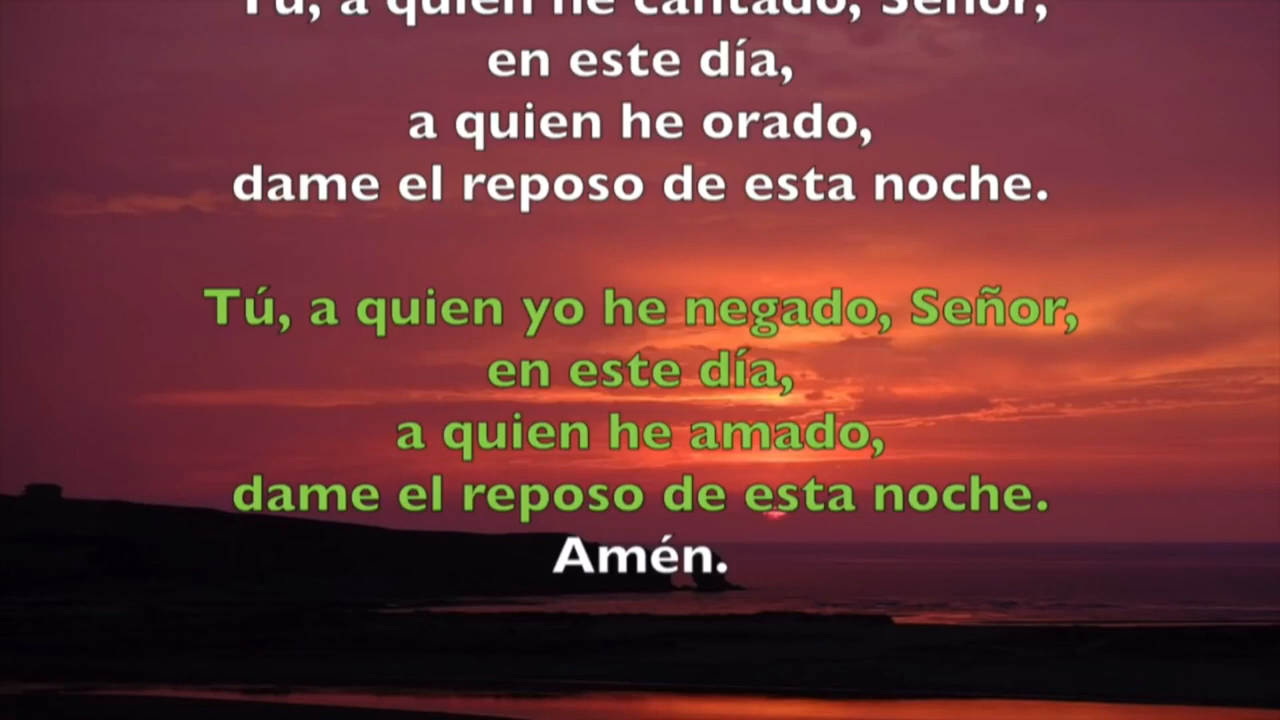 Tú, a quien he cantado, Señor,
en este día,
a quien he orado,
dame el reposo de esta noche.
Tú, a quien yo he negado, Señor,
en este día,
a quien he amado,
dame el reposo de esta noche.
Amén.